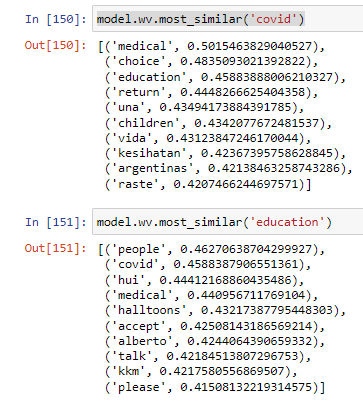 In [150]: model.wv.most_similar('covid')
Out[150]: [('medical', 0.5015463829040527),
('choice', 0.4835093021392822),
('education', 0.45883888006210327),
('return', 0.4448266625404358),
('una', 0.43494173884391785),
('children', 0.4342077672481537),
('vida', 0.43123847246170044),
('kesihatan', 0.42367395758628845),
('argentinas', 0.42138463258743286),
('raste', 0.4207466244697571)]
In [151]: model.wv.most_similar('education')
Out[151]: [('people', 0.46270638704299927),
('covid', 0.4588387906551361),
('hui', 0.44412168860435486),
('medical', 0.440956711769104),
('halltoons', 0.43217387795448303),
('accept', 0.42508143186569214),
('alberto', 0.4244064390659332),
('talk', 0.42184513807296753),
('kkm', 0.4217580556869507),
('please', 0.41508132219314575)]